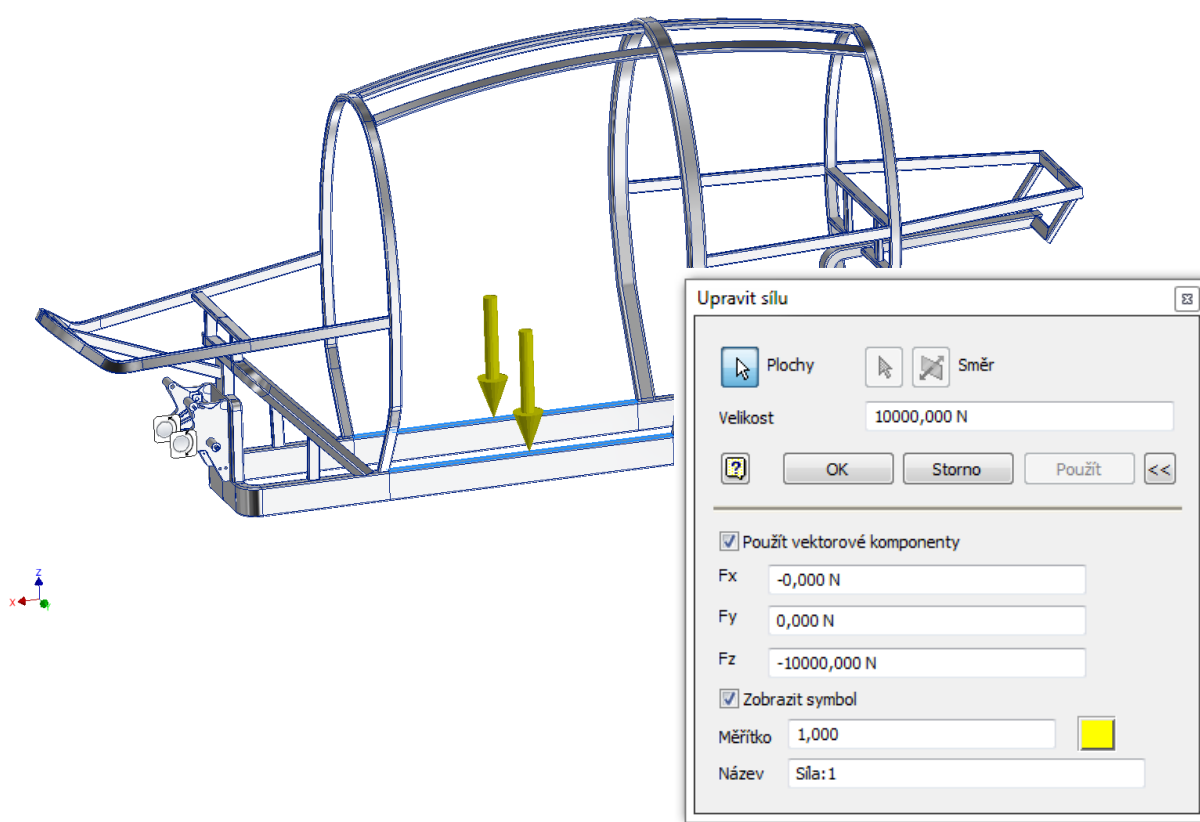 Upravit sílu
Plochy
Směr
Velikost 10000,000 N
OK Storno Použít <<
Použít vektorové komponenty
Fx -0,000 N
Fy 0,000 N
Fz -10000,000 N
Zobrazit symbol
Měřítko 1,000
Název Síla:1
Z
X